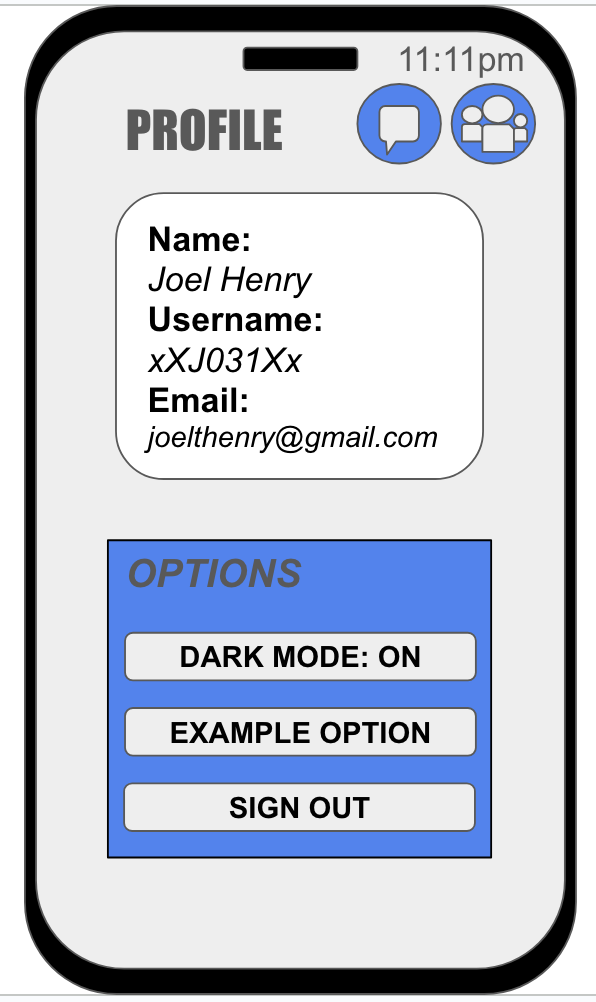 11:11pm
PROFILE
Name:
Joel Henry
Username:
xXJ031Xx
Email:
joelthenry@gmail.com
OPTIONS
DARK MODE: ON
EXAMPLE OPTION
SIGN OUT